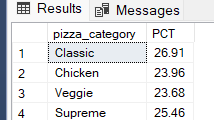 Results Messages
pizza_category PCT
1 Classic 26.91
2 Chicken 23.96
3 Veggie 23.68
4 Supreme 25.46